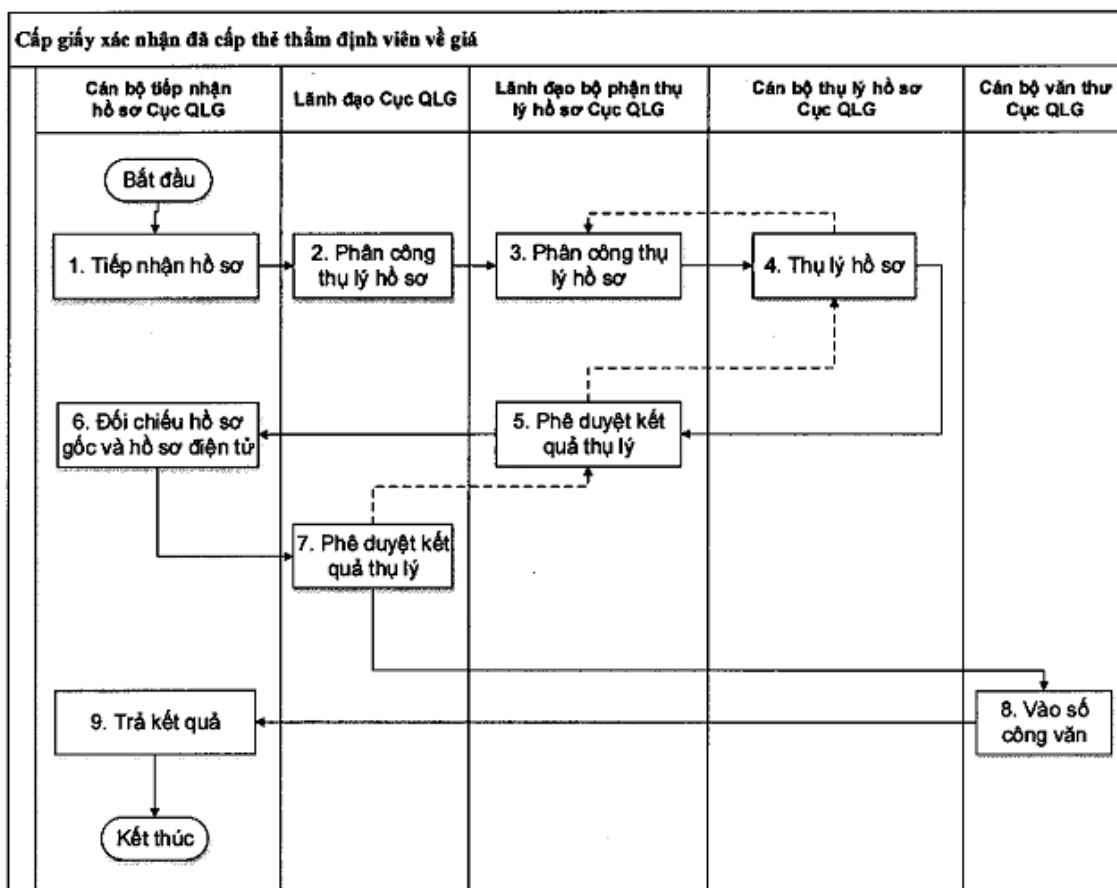 Cấp giấy xác nhận đã cấp thẻ thẩm định viên về giá
Cán bộ tiếp nhận
hồ sơ Cục QLG
Lãnh đạo Cục QLG
Lãnh đạo bộ phận thụ
lý hồ sơ Cục QLG
Cán bộ thụ lý hồ sơ
Cục QLG
Cán bộ văn thư
Cục QLG
Bắt đầu
1. Tiếp nhận hồ sơ
2. Phân công
thụ lý hồ sơ
3. Phân công thụ
lý hồ sơ
4. Thụ lý hồ sơ
5. Phê duyệt kết
quả thụ lý
6. Đối chiếu hồ sơ
gốc và hồ sơ điện tử
7. Phê duyệt kết
quả thụ lý
8. Vào số
công văn
9. Trả kết quả
Kết thúc